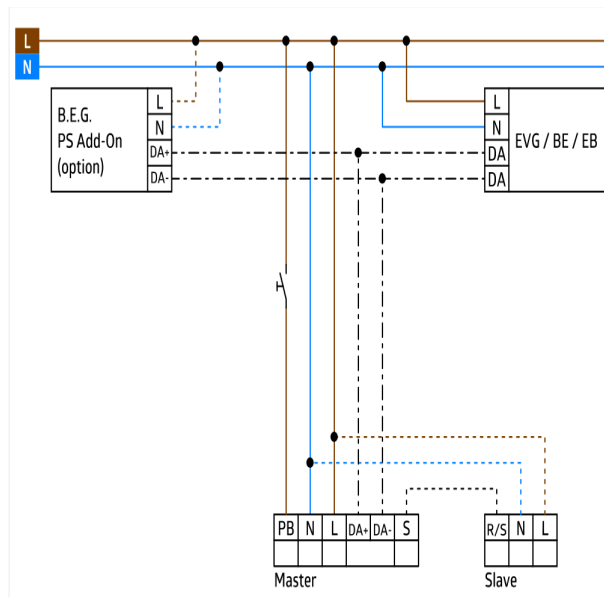 L
N
B.E.G.
PS Add-On
(option)
L
N
DA+
DA-
L
N
DA
DA
EVG / BE / EB
PB N L DA+ DA- S
R/S N L
Master
Slave